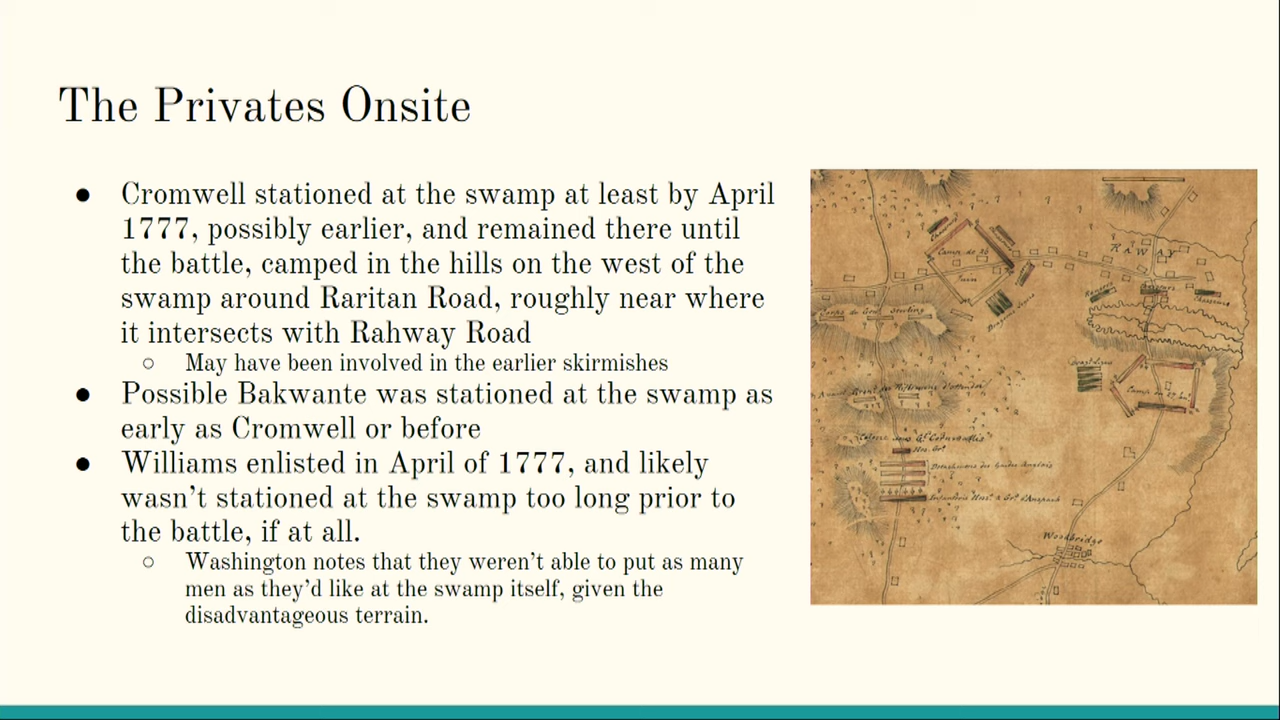 The Privates Onsite
● Cromwell stationed at the swamp at least by April
1777, possibly earlier, and remained there until
the battle, camped in the hills on the west of the
swamp around Raritan Road, roughly near where
it intersects with Rahway Road
○ May have been involved in the earlier skirmishes
● Possible Bakwante was stationed at the swamp as
early as Cromwell or before
● Williams enlisted in April of 1777, and likely
wasn't stationed at the swamp too long prior to
the battle, if at all.
○ Washington notes that they weren't able to put as many
men as they'd like at the swamp itself, given the
disadvantageous terrain.
RAWAY
Chasseurs
Camp de 26
Juin
Woodbridge